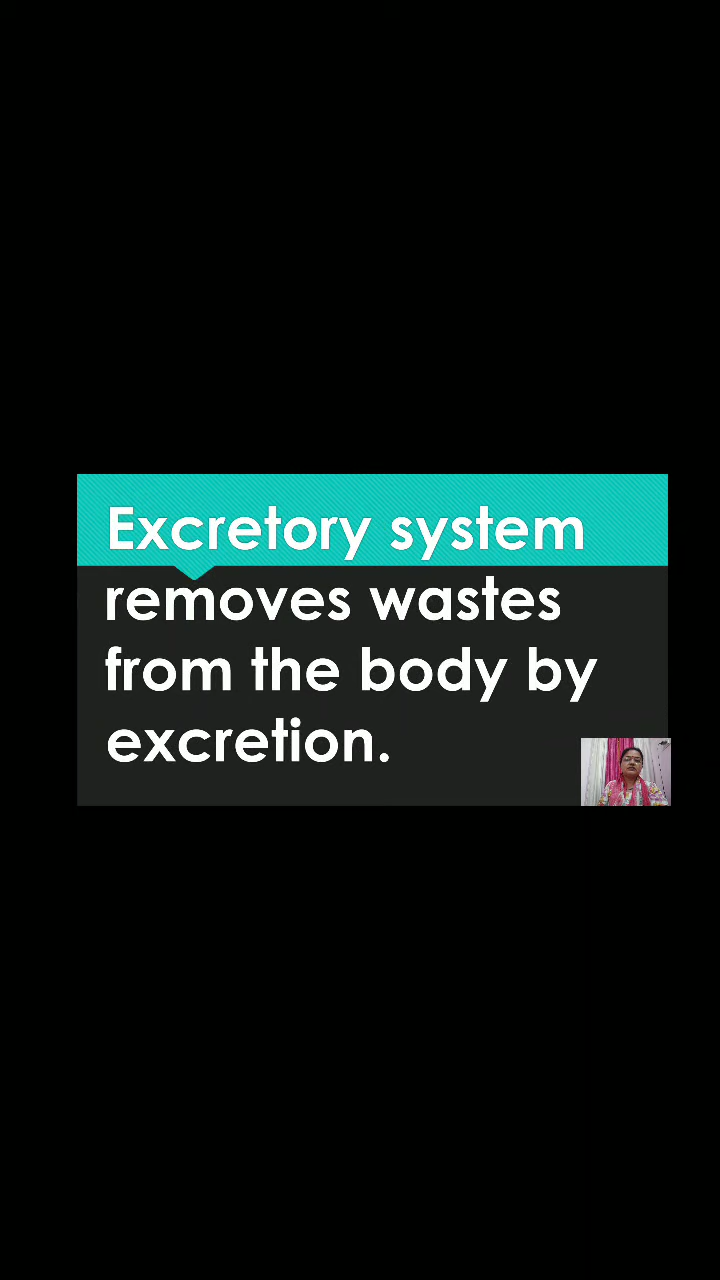 Excretory system
removes wastes
from the body by
excretion.